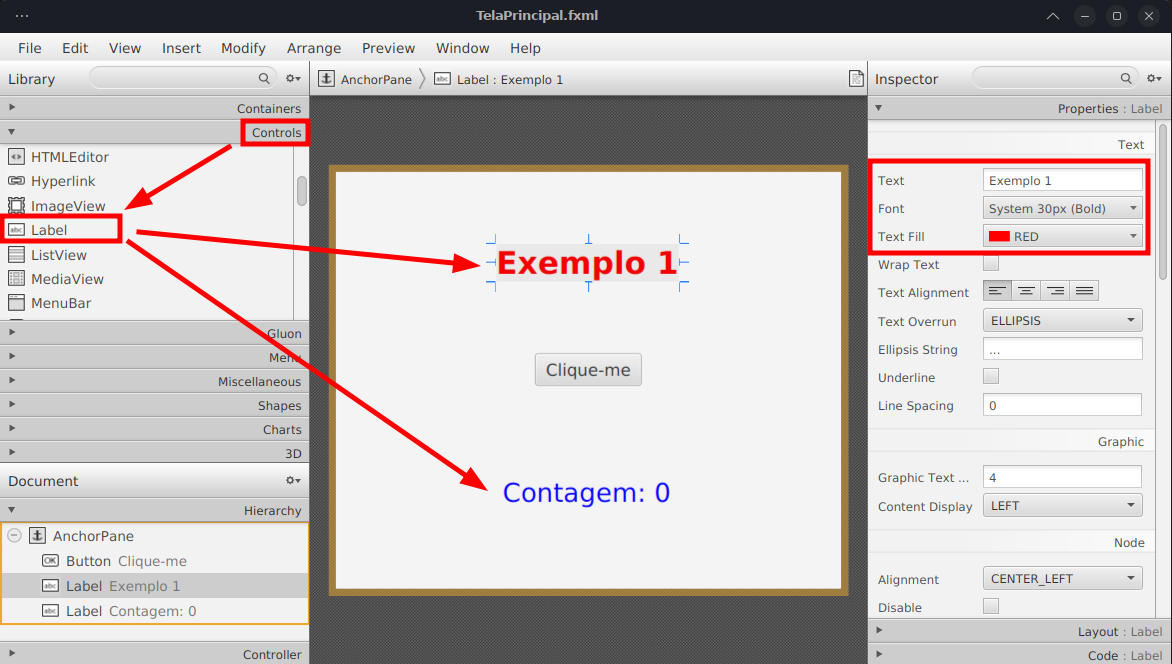 TelaPrincipal.fxml
File Edit View Insert Modify Arrange Preview Window Help
Library
Containers
Controls
HTMLEditor
Hyperlink
ImageView
Label
ListView
MediaView
MenuBar
Gluon
Menu
Miscellaneous
Shapes
Charts
3D
Document
Hierarchy
AnchorPane
OK Button Clique-me
abc Label Exemplo 1
abc Label Contagem: 0
Controller
AnchorPane abc Label : Exemplo 1
Exemplo 1
Clique-me
Contagem: 0
Inspector
Properties : Label
Text
Text Exemplo 1
Font System 30px (Bold)
Text Fill RED
Wrap Text
Text Alignment
Text Overrun ELLIPSIS
Ellipsis String ...
Underline
Line Spacing 0
Graphic
Graphic Text ... 4
Content Display LEFT
Node
Alignment CENTER_LEFT
Disable
Layout : Label
Code : Label